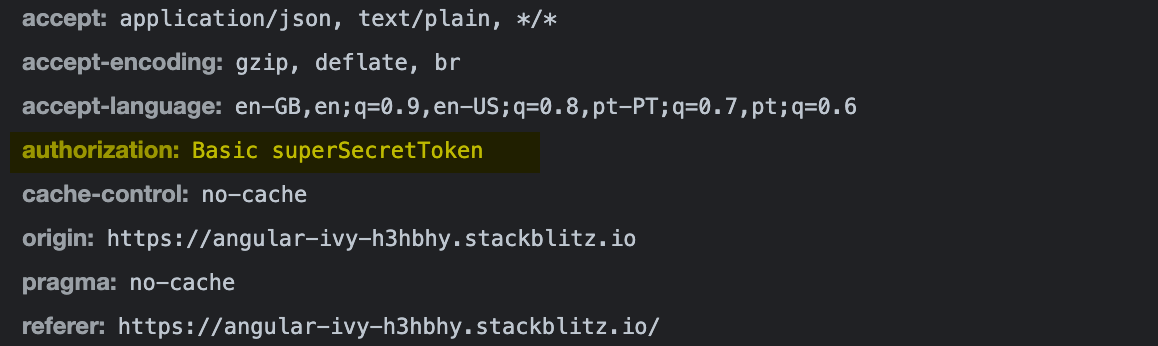 accept: application/json, text/plain, */*
accept-encoding: gzip, deflate, br
accept-language: en-GB,en;q=0.9,en-US;q=0.8,pt-PT;q=0.7,pt;q=0.6
authorization: Basic superSecretToken
cache-control: no-cache
origin: https://angular-ivy-h3hbhy.stackblitz.io
pragma: no-cache
referer: https://angular-ivy-h3hbhy.stackblitz.io/